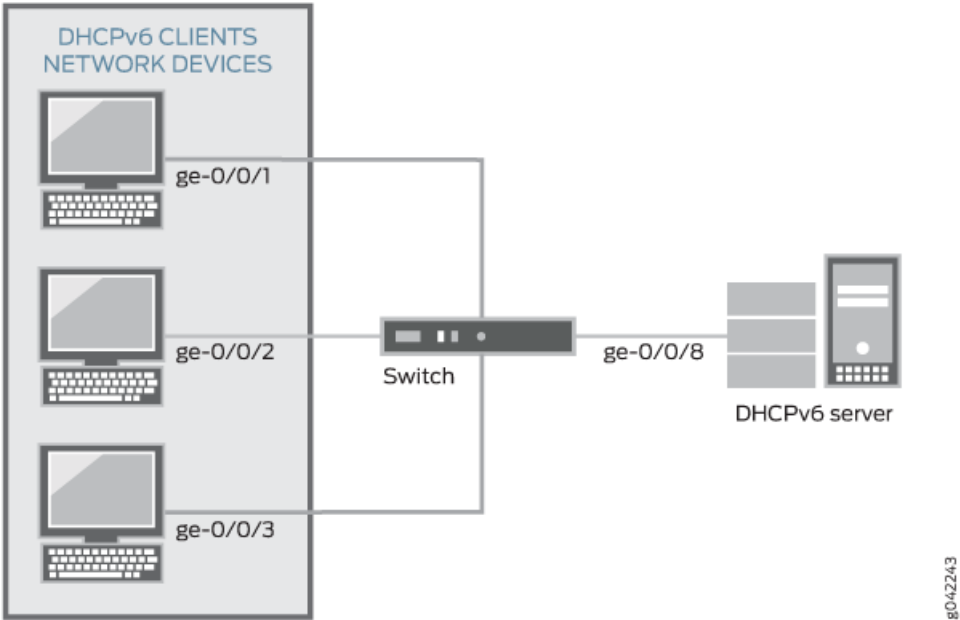 DHCPv6 CLIENTS
NETWORK DEVICES
ge-0/0/1
ge-0/0/2
ge-0/0/3
Switch
ge-0/0/8
DHCPv6 server
g042243